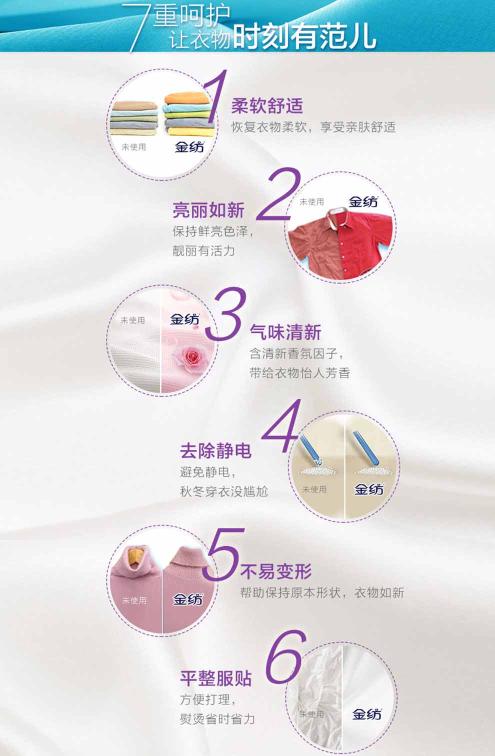 7重呵护
让衣物时刻有范儿
1
柔软舒适
恢复衣物柔软，享受亲肤舒适
未使用 金纺
2
未使用 金纺
亮丽如新
保持鲜亮色泽，
靓丽有活力
3
未使用 金纺
气味清新
含清新香氛因子，
带给衣物怡人芳香
4
去除静电
避免静电，
秋冬穿衣没尴尬
未使用 金纺
5
不易变形
帮助保持原本形状，衣物如新
未使用 金纺
6
平整服贴
方便打理，
熨烫省时省力
未使用 金纺